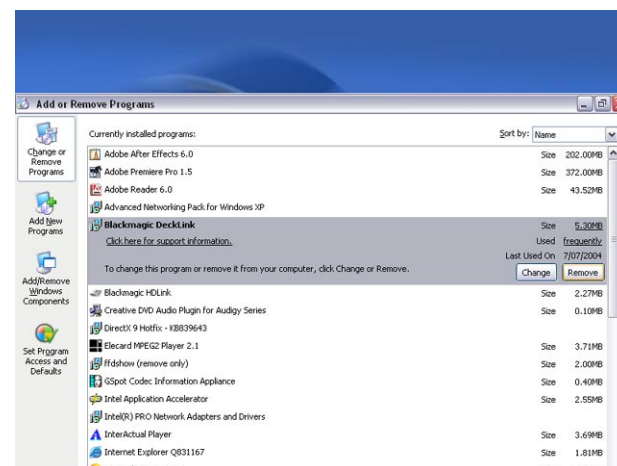 Add or Remove Programs
Change or
Remove
Programs
Add New
Programs
Add/Remove
Windows
Components
Set Program
Access and
Defaults
Currently installed programs:
Sort by: Name
Adobe After Effects 6.0 Size 202.00MB
Adobe Premiere Pro 1.5 Size 372.00MB
Adobe Reader 6.0 Size 43.52MB
Advanced Networking Pack for Windows XP
Blackmagic DeckLink Size 5.30MB
Click here for support information. Used frequently
Last Used On 7/07/2004
To change this program or remove it from your computer, click Change or Remove. Change Remove
Blackmagic HDLink Size 2.27MB
Creative DVD Audio Plugin for Audigy Series Size 0.10MB
DirectX 9 Hotfix - KB839643
Elecard MPEG2 Player 2.1 Size 3.71MB
ffdshow (remove only) Size 2.00MB
GSpot Codec Information Appliance Size 0.40MB
Intel Application Accelerator Size 2.55MB
Intel(R) PRO Network Adapters and Drivers
InterActual Player Size 3.69MB
Internet Explorer Q831167 Size 1.81MB